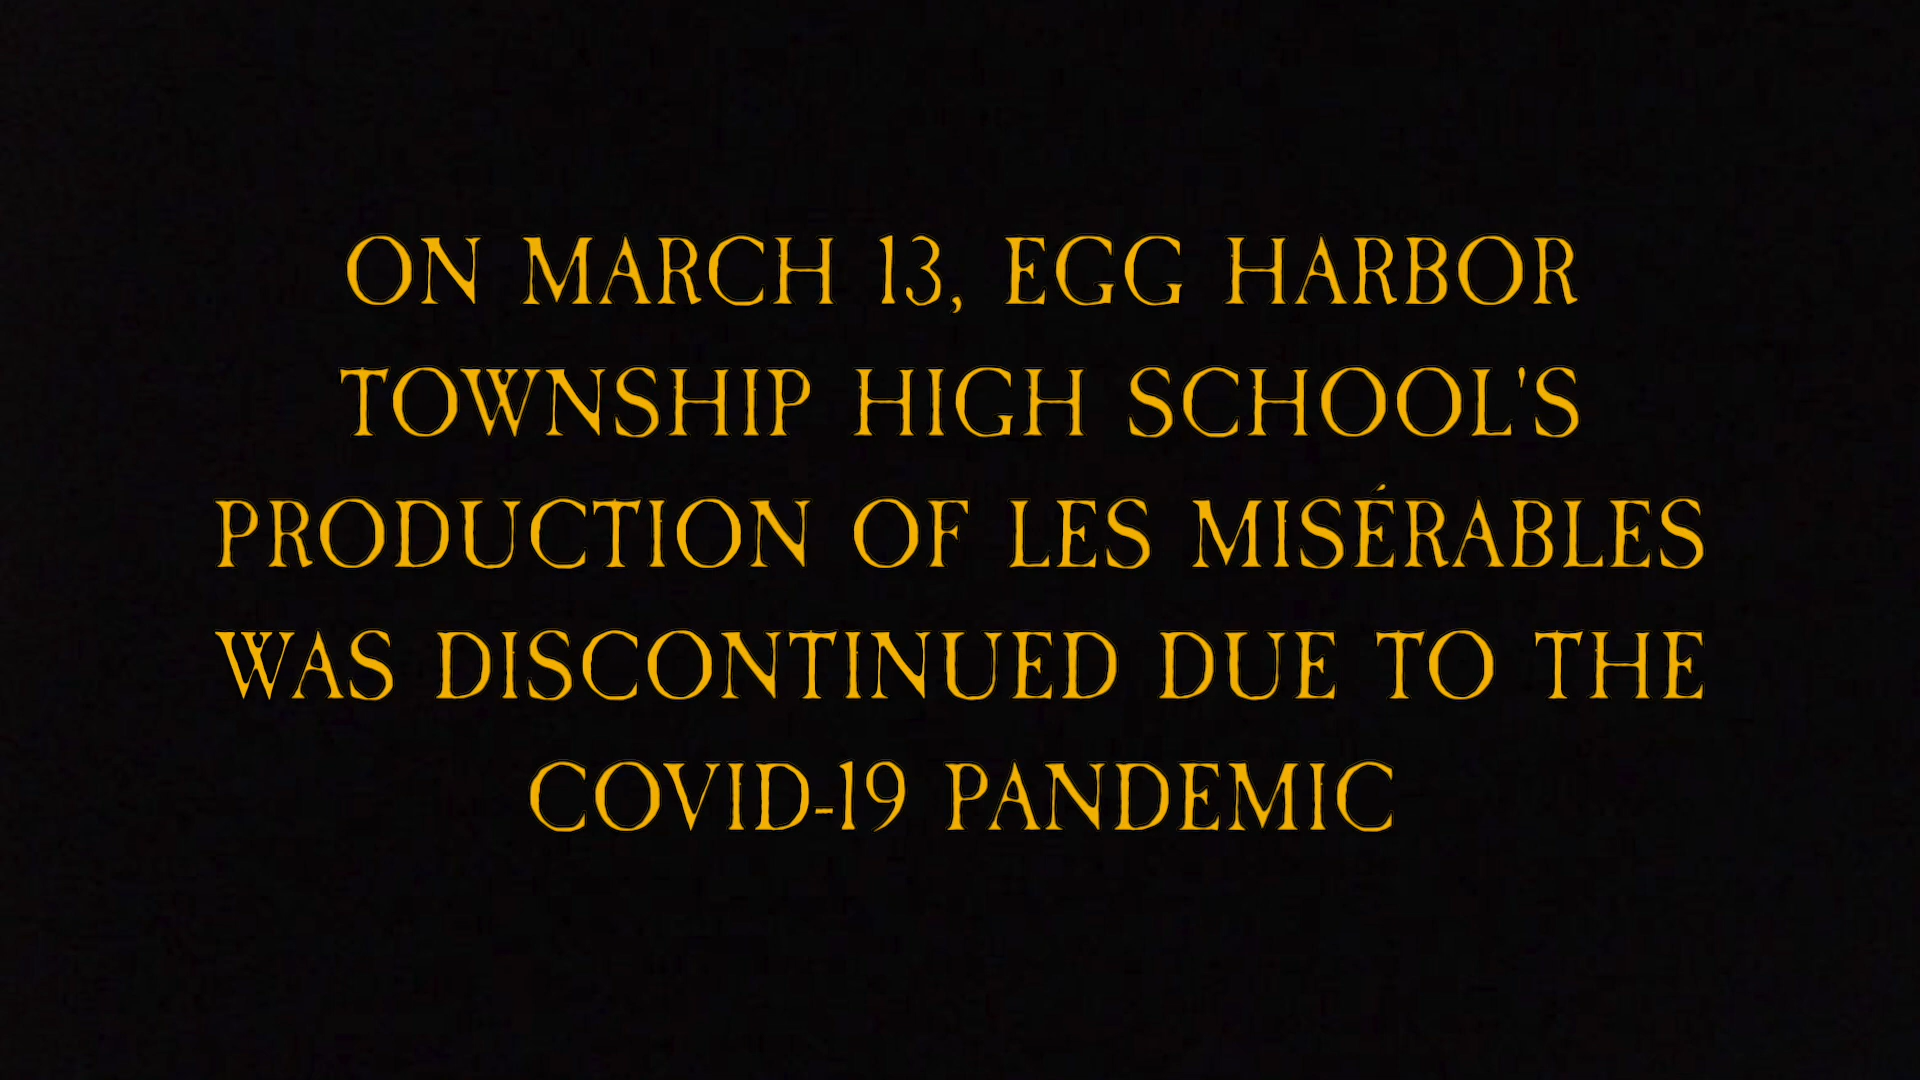 ON MARCH 13, EGG HARBOR
TOWNSHIP HIGH SCHOOL'S
PRODUCTION OF LES MISÉRABLES
WAS DISCONTINUED DUE TO THE
COVID-19 PANDEMIC